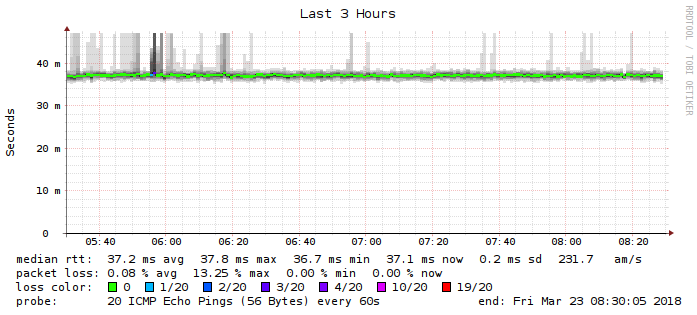 Last 3 Hours
RRDTOOL / TOBI OETIKER
Seconds
40 m
30 m
20 m
10 m
0
05:40 06:00 06:20 06:40 07:00 07:20 07:40 08:00 08:20
median rtt: 37.2 ms avg 37.8 ms max 36.7 ms min 37.1 ms now 0.2 ms sd 231.7 am/s
packet loss: 0.08 % avg 13.25 % max 0.00 % min 0.00 % now
loss color: 0 1/20 2/20 3/20 4/20 10/20 19/20
probe: 20 ICMP Echo Pings (56 Bytes) every 60s end: Fri Mar 23 08:30:05 2018